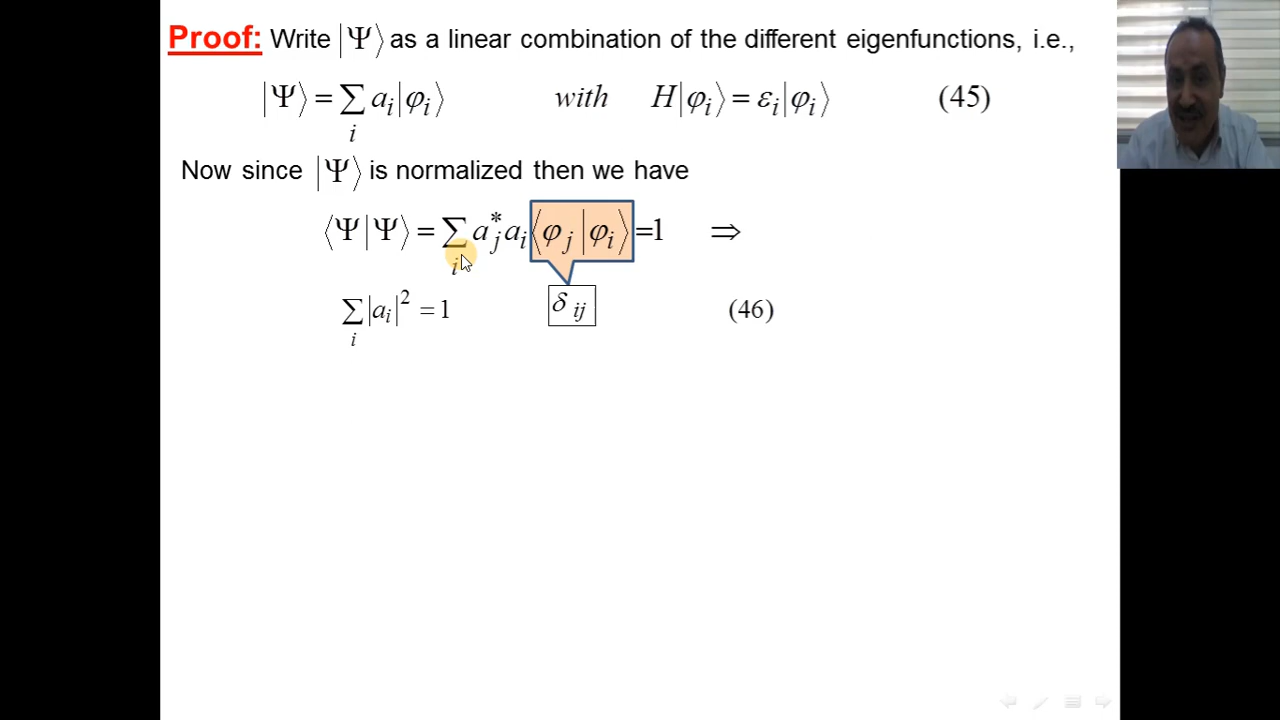 Proof: Write |Ψ⟩ as a linear combination of the different eigenfunctions, i.e.,
|Ψ⟩ = ∑_i a_i|φ_i⟩ with H|φ_i⟩ = ε_i|φ_i⟩ (45)
Now since |Ψ⟩ is normalized then we have
⟨Ψ|Ψ⟩ = ∑_i a_j^* a_i ⟨φ_j|φ_i⟩ =1 ⇒
∑_i |a_i|^2 = 1 δ_ij (46)